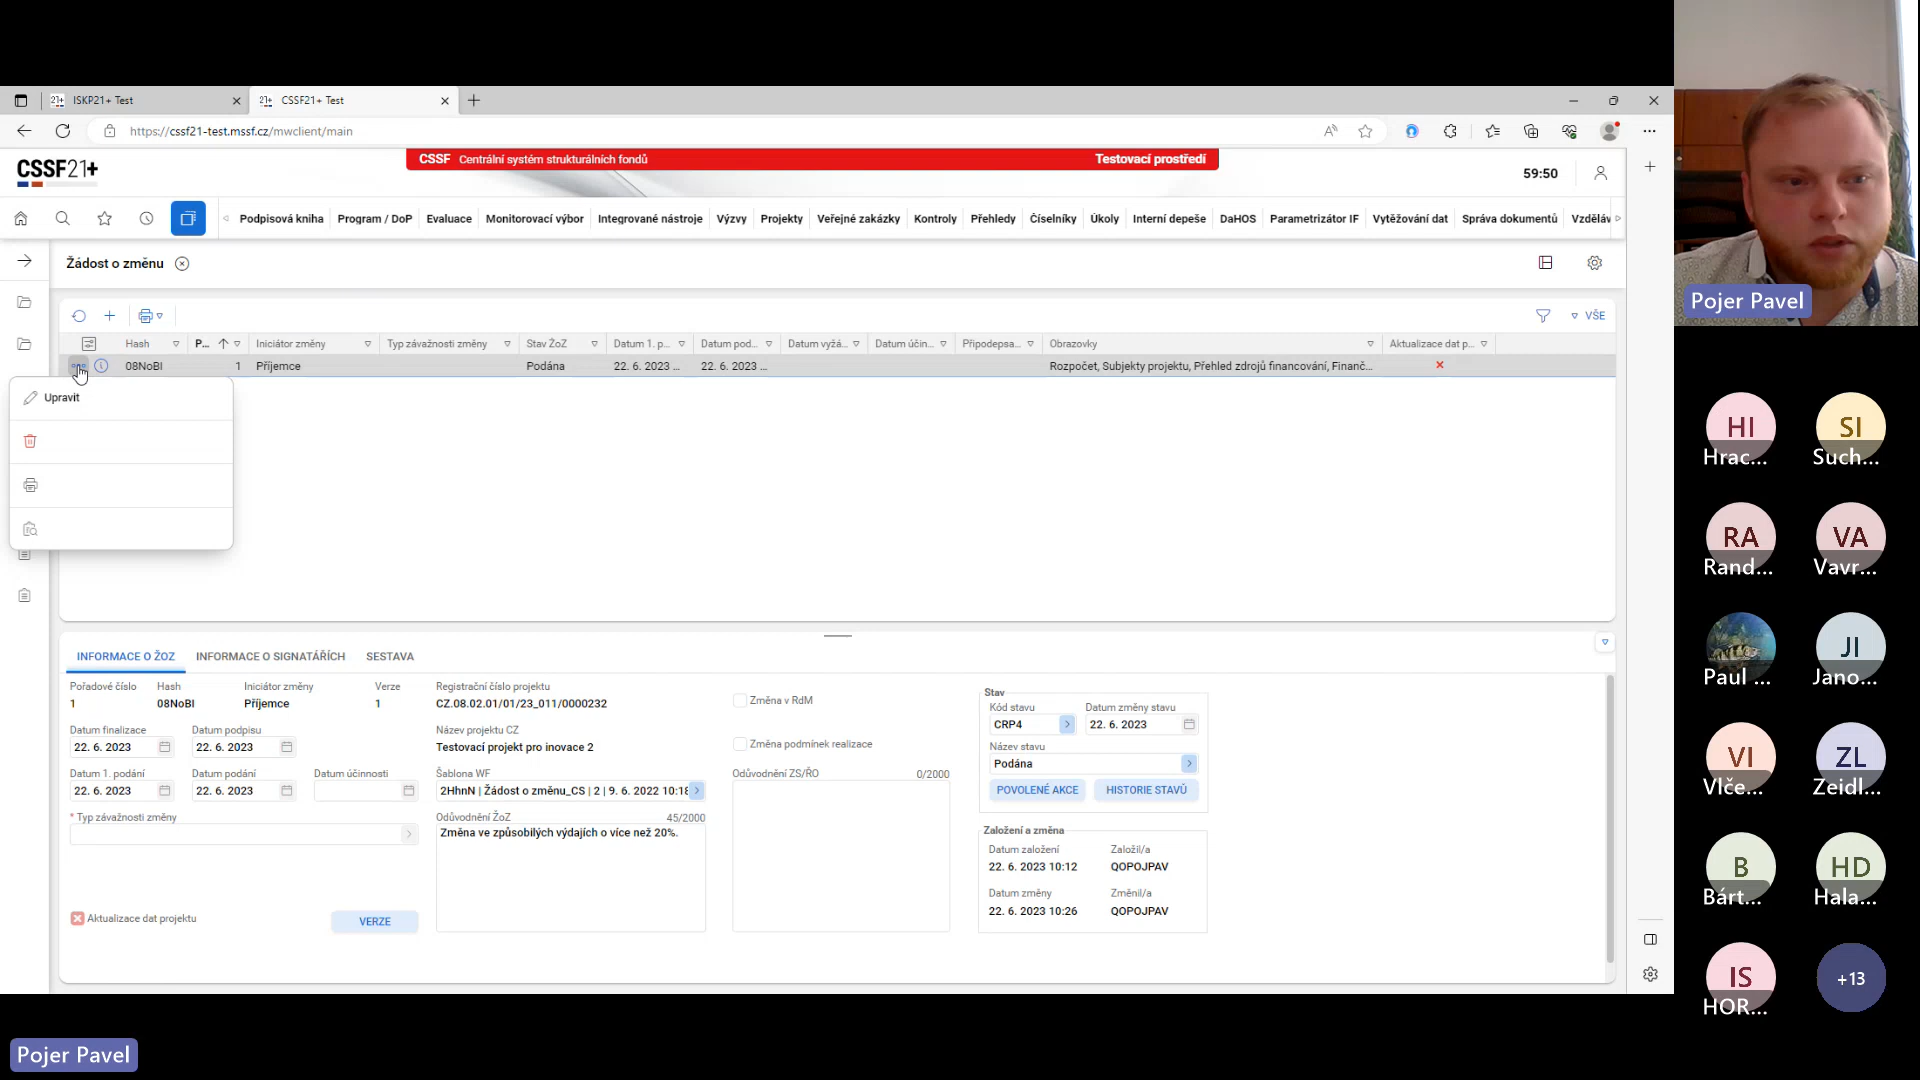 ISKP21+ Test
CSSF21+ Test
https://cssf21-test.mssf.cz/mwclient/main
CSSF21+
CSSF Centrální systém strukturálních fondů
Testovací prostředí
59:50
Podpisová kniha Program / DoP Evaluace Monitorovací výbor Integrované nástroje Výzvy Projekty Veřejné zakázky Kontroly Přehledy Číselníky Úkoly Interní depeše DaHOS Parametrizátor IF Vytěžování dat Správa dokumentů Vzděláv
Žádost o změnu
VŠE
Hash P... Iniciátor změny Typ závažnosti změny Stav ŽoZ Datum 1. p... Datum pod... Datum vyžá... Datum účin... Připodepsa... Obrazovky Aktualizace dat p...
08NoBI 1 Příjemce Podána 22. 6. 2023 ... 22. 6. 2023 ... Rozpočet, Subjekty projektu, Přehled zdrojů financování, Finanč...
Upravit
INFORMACE O ŽOZ INFORMACE O SIGNATÁŘÍCH SESTAVA
Pořadové číslo Hash Iniciátor změny Verze
1 08NoBI Příjemce 1
Datum finalizace Datum podpisu
22. 6. 2023 22. 6. 2023
Datum 1. podání Datum podání Datum účinnosti
22. 6. 2023 22. 6. 2023
* Typ závažnosti změny
Aktualizace dat projektu
VERZE
Registrační číslo projektu
CZ.08.02.01/01/23_011/0000232
Název projektu CZ
Testovací projekt pro inovace 2
Šablona WF
2HhnN | Žádost o změnu_CS | 2 | 9. 6. 2022 10:18
Odůvodnění ŽoZ 45/2000
Změna ve způsobilých výdajích o více než 20%.
Změna v RdM
Změna podmínek realizace
Odůvodnění ZS/ŘO 0/2000
Stav
Kód stavu Datum změny stavu
CRP4 22. 6. 2023
Název stavu
Podána
POVOLENÉ AKCE HISTORIE STAVŮ
Založení a změna
Datum založení Založil/a
22. 6. 2023 10:12 QOPOJPAV
Datum změny Změnil/a
22. 6. 2023 10:26 QOPOJPAV
Pojer Pavel
HI SI
Hrac... Such...
RA VA
Rand... Vavr...
JI
Paul ... Jano...
VI ZL
Vlče... Zeidl...
B HD
Bárt... Hala...
IS +13
HOR...
Pojer Pavel